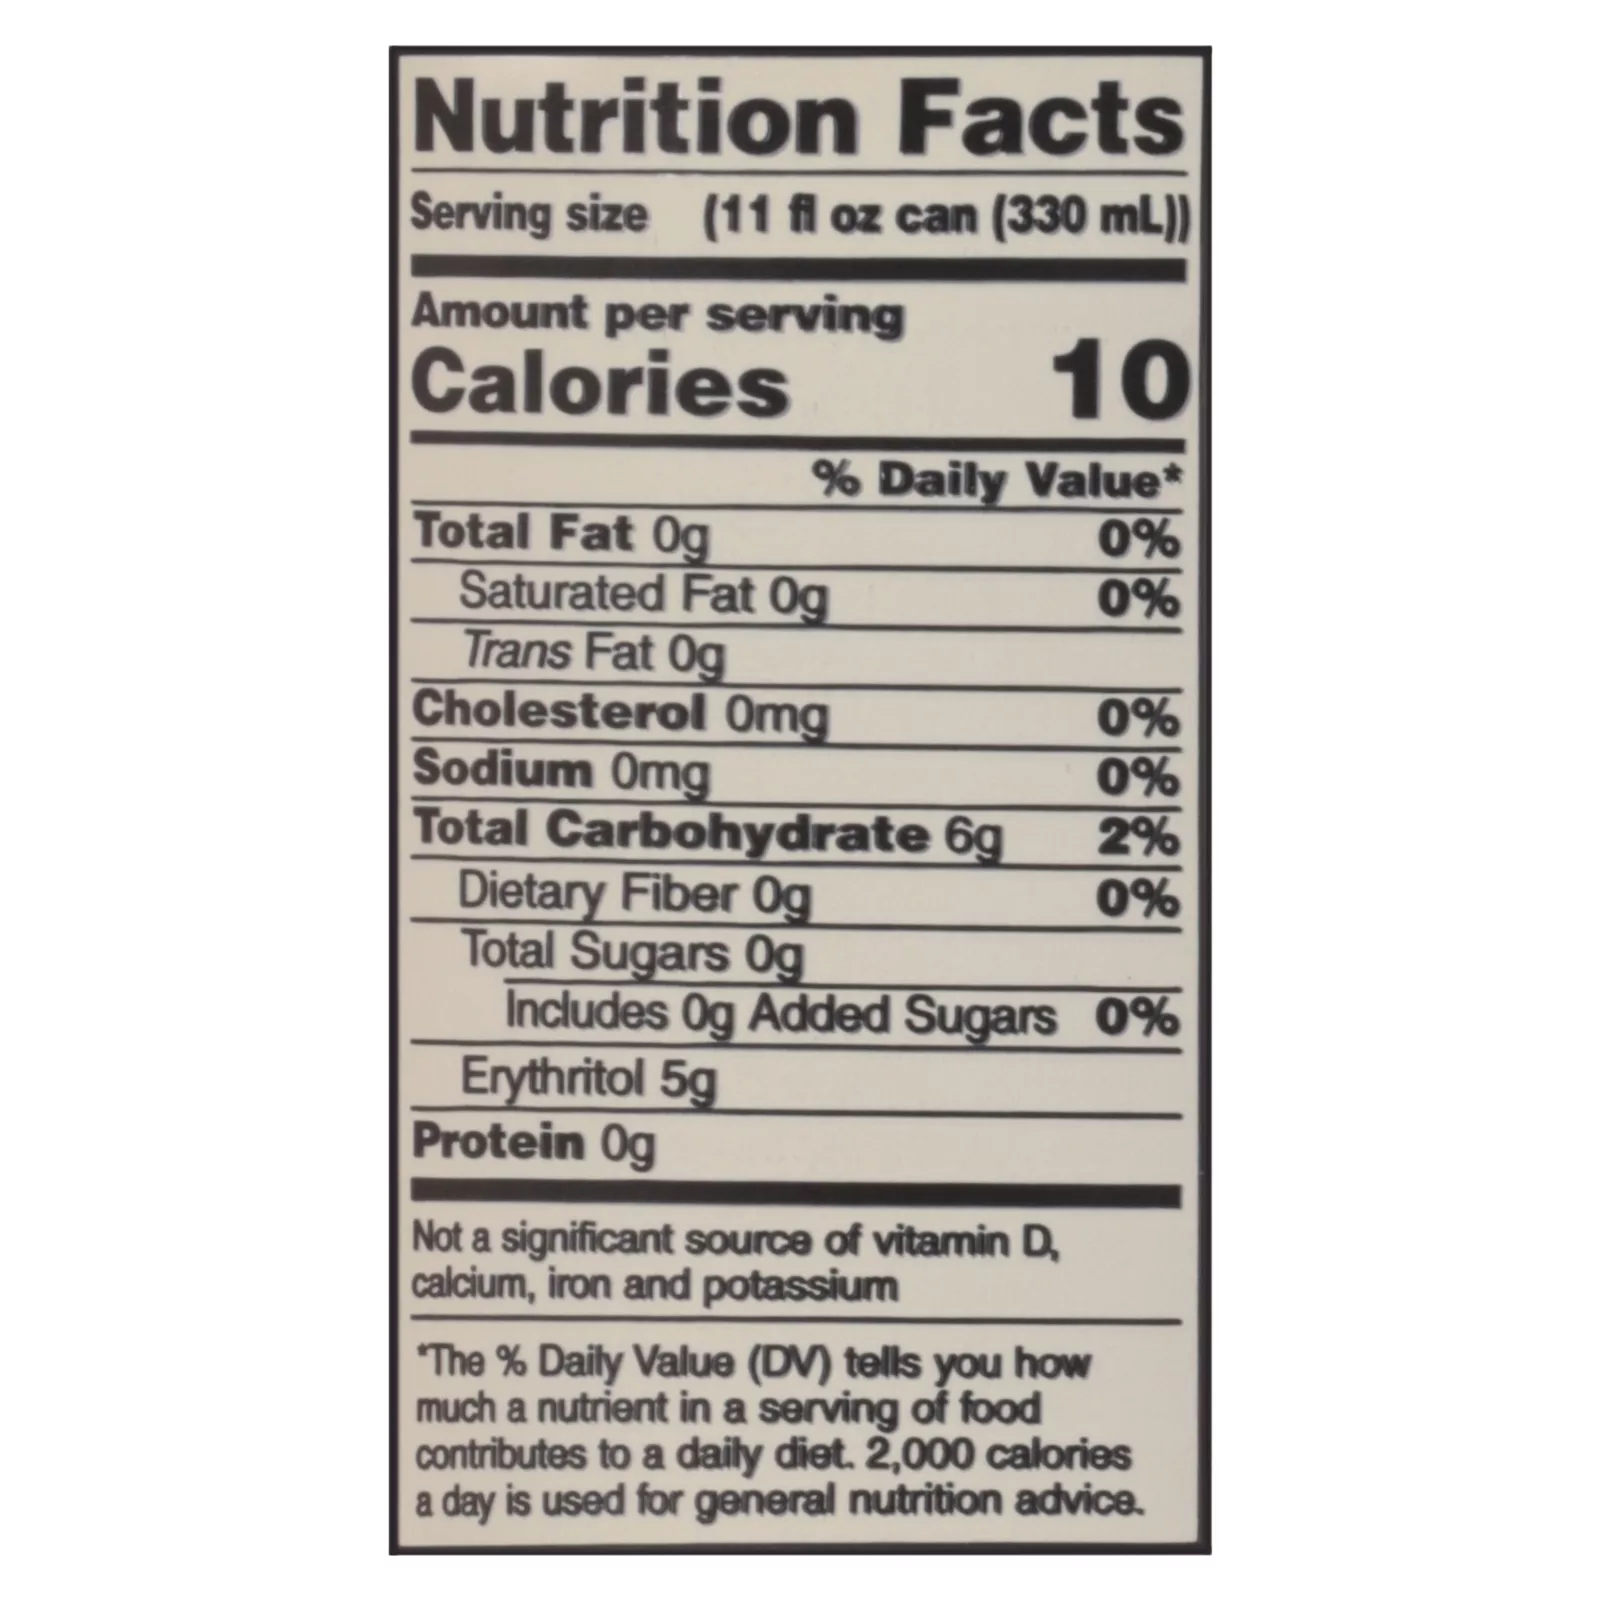 Nutrition Facts
Serving size (11 fl oz can (330 mL))
Amount per serving
Calories 10
% Daily Value*
Total Fat 0g 0%
Saturated Fat 0g 0%
Trans Fat 0g
Cholesterol 0mg 0%
Sodium 0mg 0%
Total Carbohydrate 6g 2%
Dietary Fiber 0g 0%
Total Sugars 0g
Includes 0g Added Sugars 0%
Erythritol 5g
Protein 0g
Not a significant source of vitamin D,
calcium, iron and potassium
*The % Daily Value (DV) tells you how
much a nutrient in a serving of food
contributes to a daily diet. 2,000 calories
a day is used for general nutrition advice.